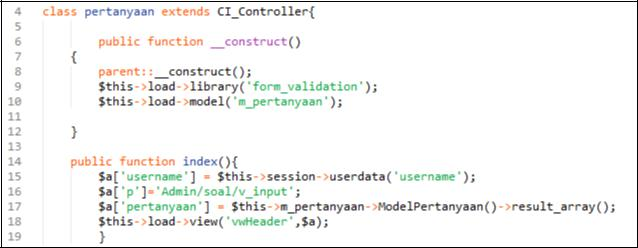 4 class pertanyaan extends CI_Controller{
5
6 public function __construct()
7 {
8 parent::__construct();
9 $this->load->library('form_validation');
10 $this->load->model('m_pertanyaan');
11
12 }
13
14 public function index(){
15 $a['username'] = $this->session->userdata('username');
16 $a['p']='Admin/soal/v_input';
17 $a['pertanyaan'] = $this->m_pertanyaan->ModelPertanyaan()->result_array();
18 $this->load->view('vwHeader',$a);
19 }